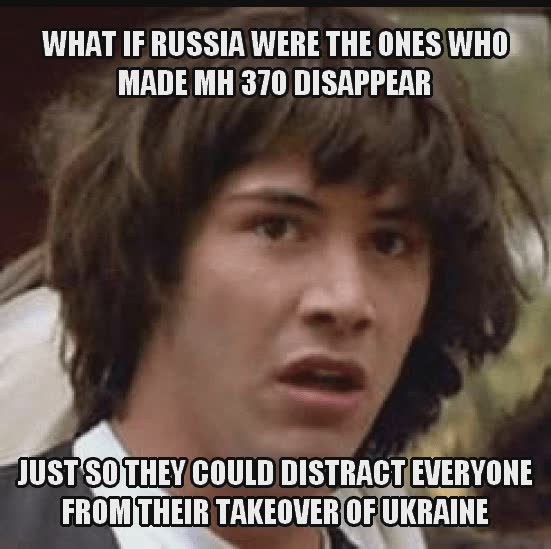 WHAT IF RUSSIA WERE THE ONES WHO
MADE MH 370 DISAPPEAR
JUST SO THEY COULD DISTRACT EVERYONE
FROM THEIR TAKEOVER OF UKRAINE